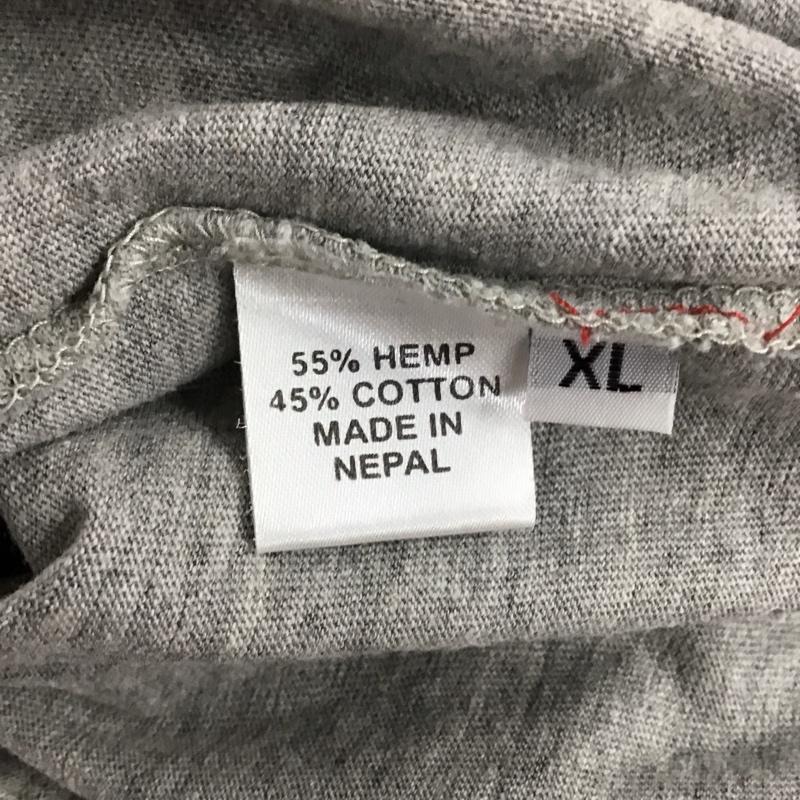 55% HEMP
45% COTTON
MADE IN
NEPAL
XL